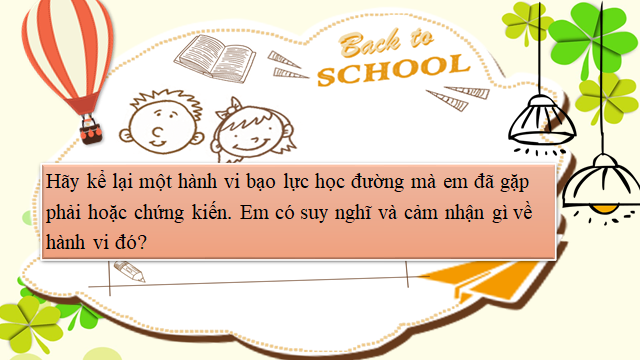 Back to
SCHOOL
Hãy kể lại một hành vi bạo lực học đường mà em đã gặp
phải hoặc chứng kiến. Em có suy nghĩ và cảm nhận gì về
hành vi đó?